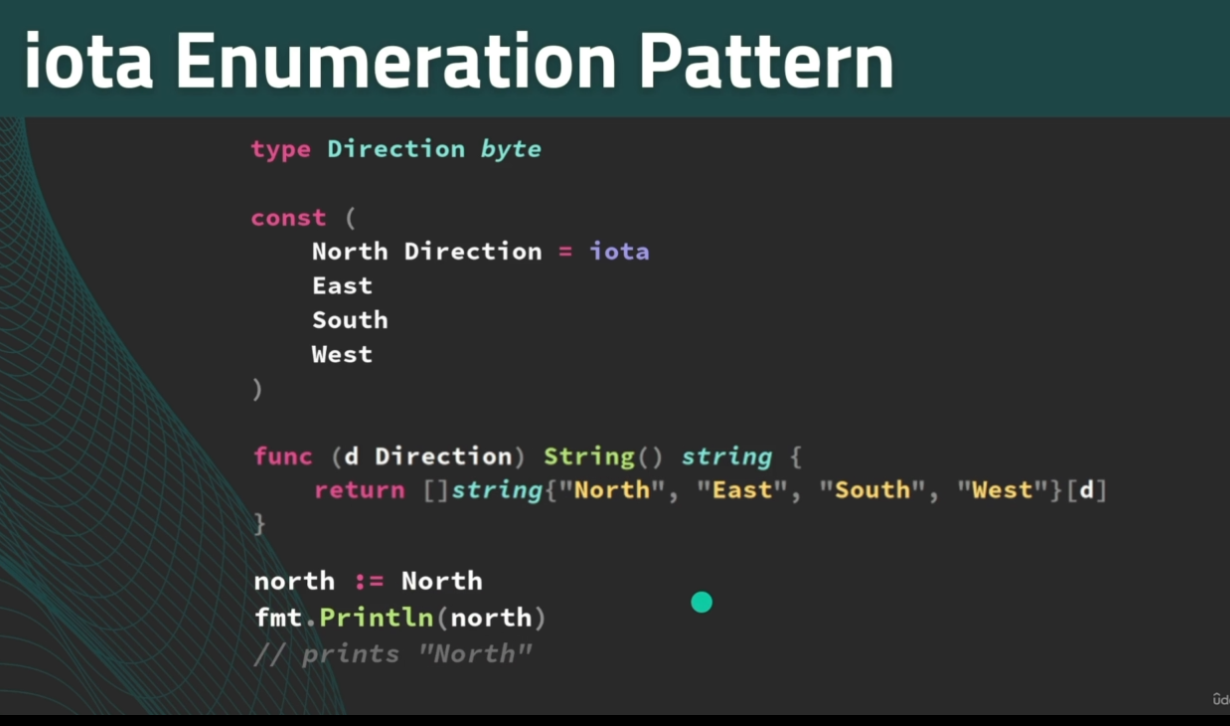 iota Enumeration Pattern
type Direction byte
const (
    North Direction = iota
    East
    South
    West
)
func (d Direction) String() string {
    return []string{"North", "East", "South", "West"}[d]
}
north := North
fmt.Println(north)
// prints "North"